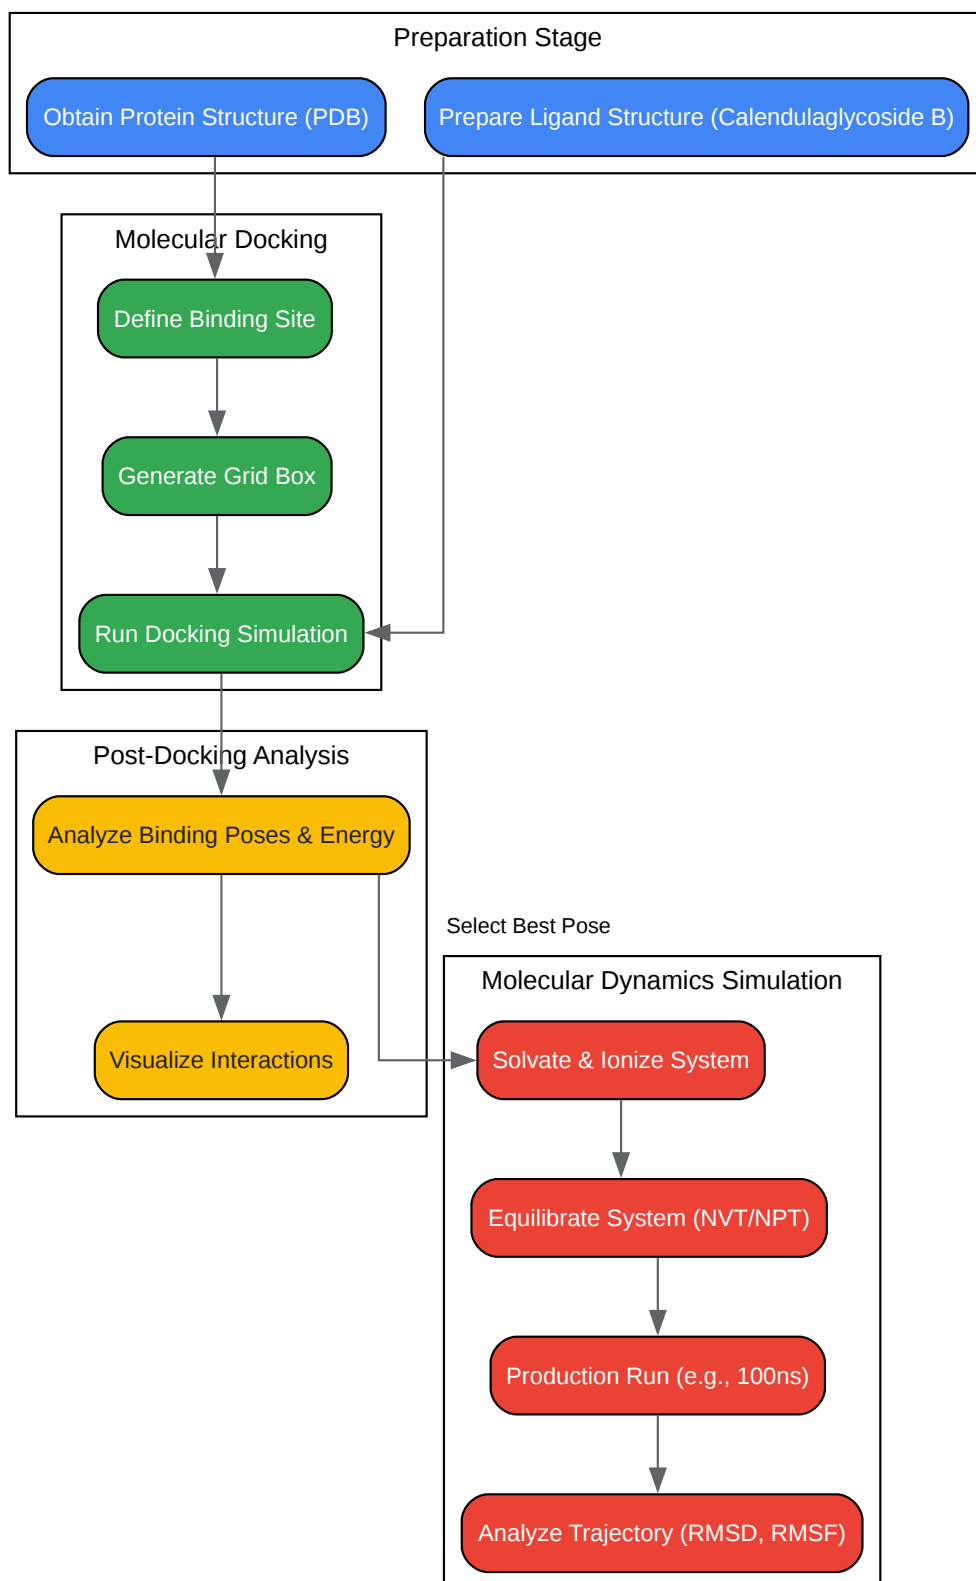 Preparation Stage
Obtain Protein Structure (PDB)
Prepare Ligand Structure (Calendulaglycoside B)
Molecular Docking
Define Binding Site
Generate Grid Box
Run Docking Simulation
Post-Docking Analysis
Analyze Binding Poses & Energy
Select Best Pose
Molecular Dynamics Simulation
Visualize Interactions
Solvate & Ionize System
Equilibrate System (NVT/NPT)
Production Run (e.g., 100ns)
Analyze Trajectory (RMSD, RMSF)